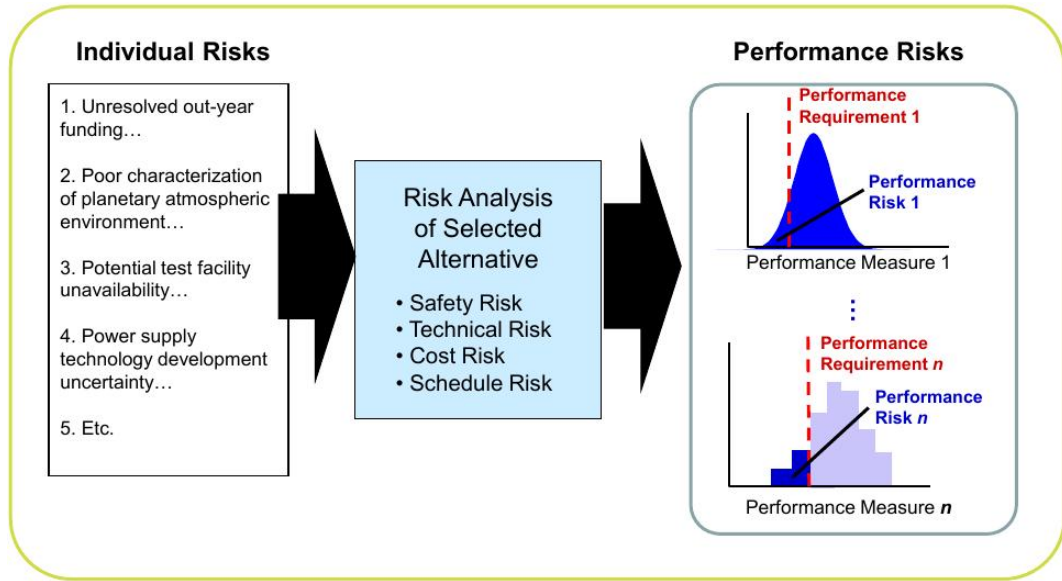 Individual Risks
1. Unresolved out-year
funding…
2. Poor characterization
of planetary atmospheric
environment…
3. Potential test facility
unavailability…
4. Power supply
technology development
uncertainty…
5. Etc.
Risk Analysis
of Selected
Alternative
• Safety Risk
• Technical Risk
• Cost Risk
• Schedule Risk
Performance Risks
Performance
Requirement 1
Performance
Risk 1
Performance Measure 1
Performance
Requirement n
Performance
Risk n
Performance Measure n